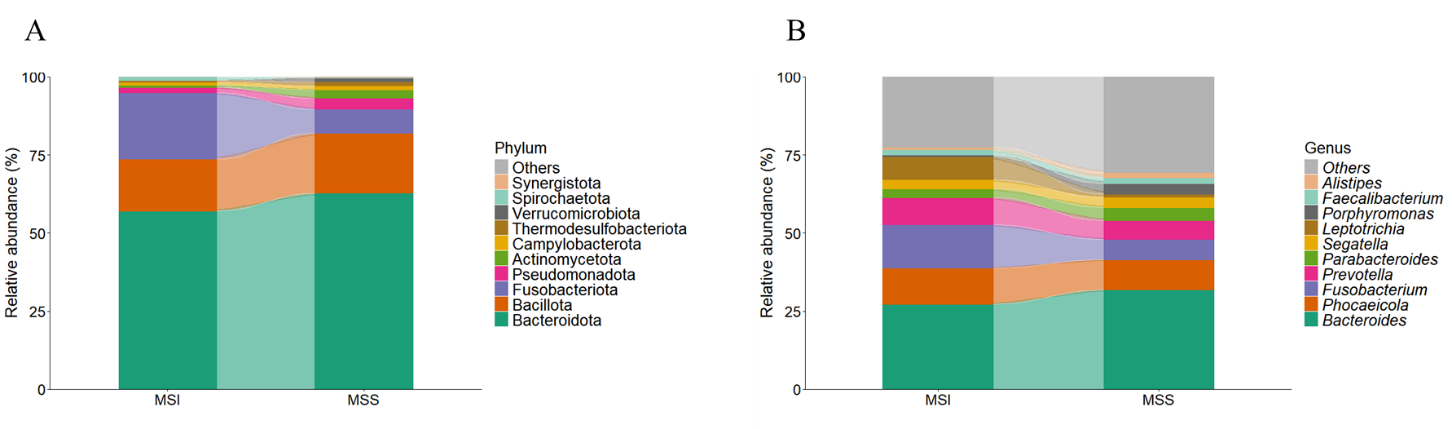 A
Relative abundance (%)
100
75
50
25
0
MSI
MSS
Phylum
Others
Synergistota
Spirochaetota
Verrucomicrobiota
Thermodesulfobacteriota
Campylobacterota
Actinomycetota
Pseudomonadota
Fusobacteriota
Bacillota
Bacteroidota
B
Relative abundance (%)
100
75
50
25
0
MSI
MSS
Genus
Others
Alistipes
Faecalibacterium
Porphyromonas
Leptotrichia
Segatella
Parabacteroides
Prevotella
Fusobacterium
Phocaeicola
Bacteroides